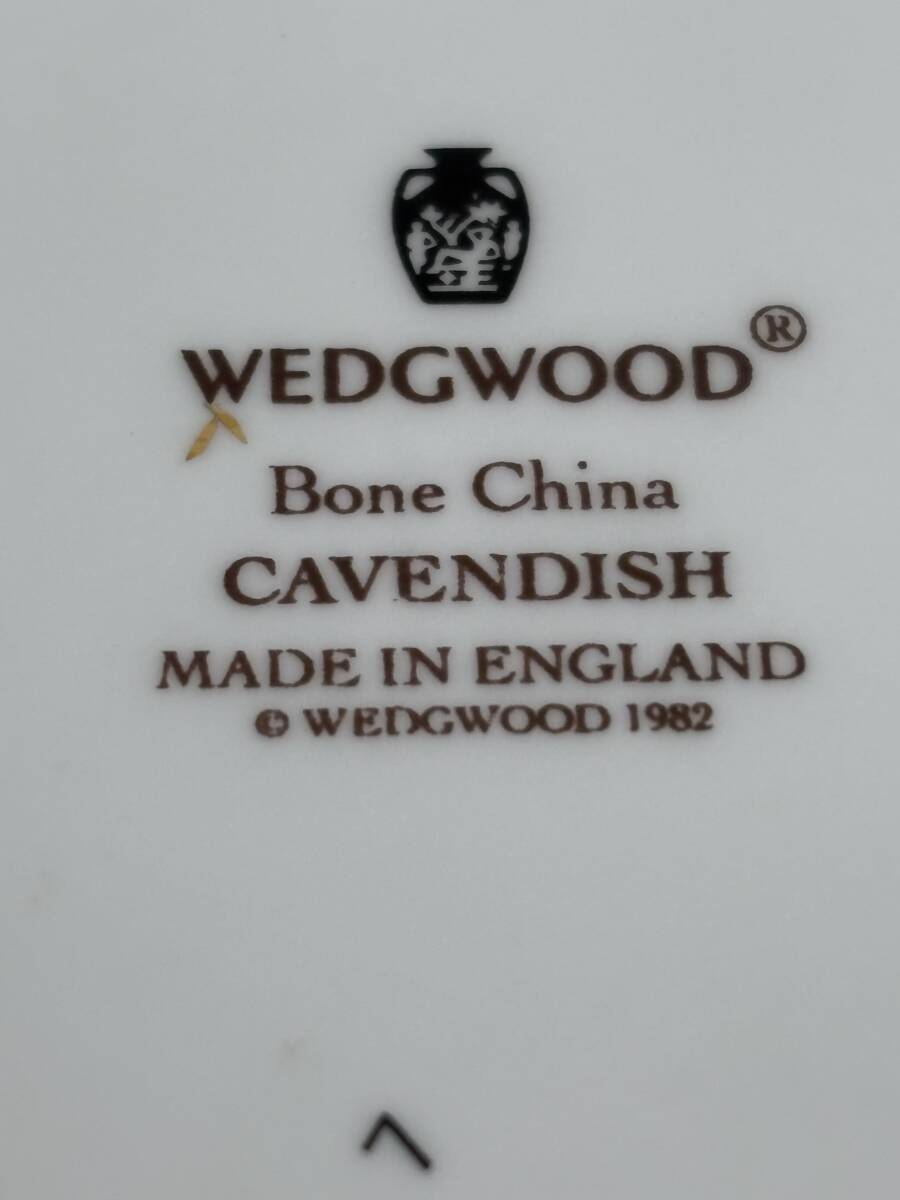 WEDGWOOD®
Bone China
CAVENDISH
MADE IN ENGLAND
© WEDGWOOD 1982